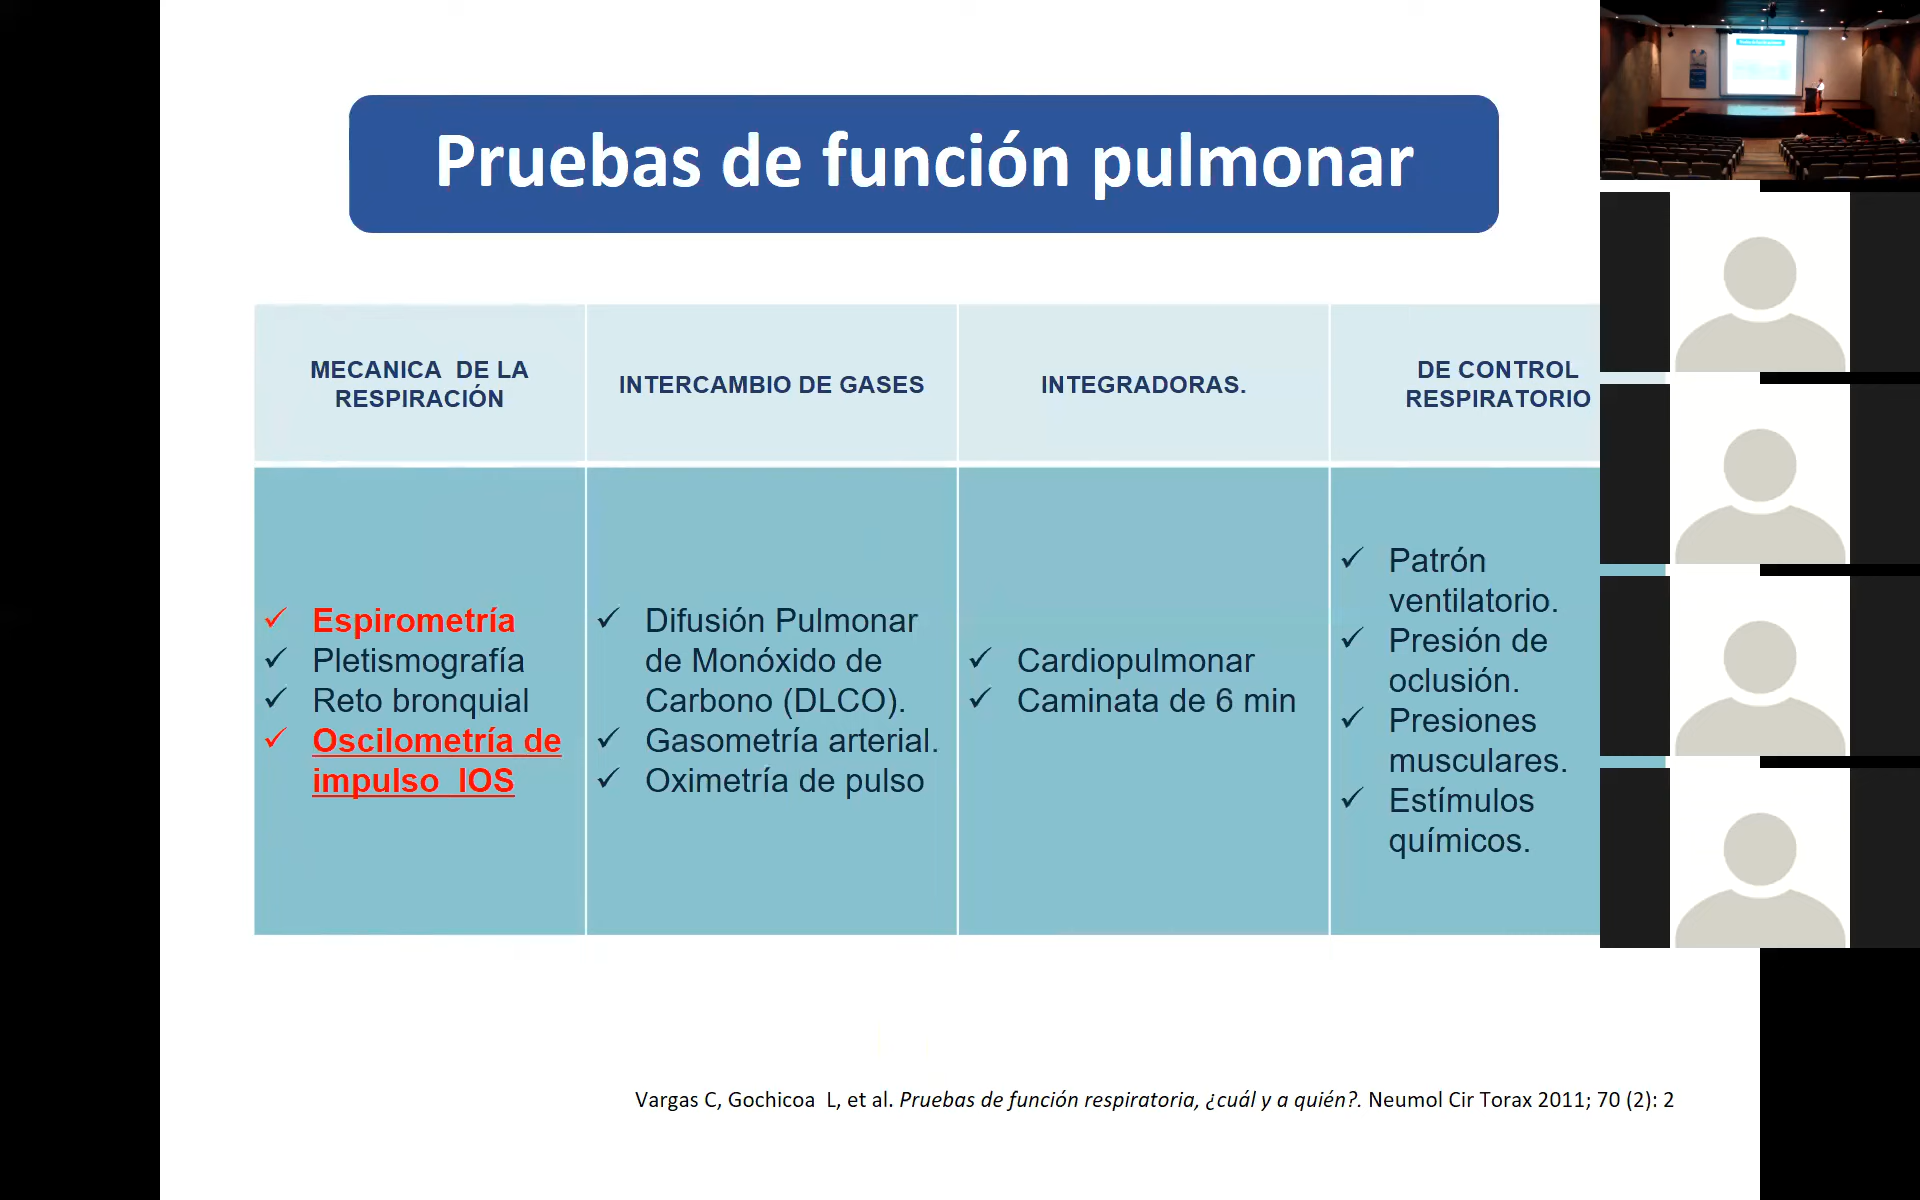 Pruebas de función pulmonar
MECANICA DE LA
RESPIRACIÓN
INTERCAMBIO DE GASES
INTEGRADORAS.
DE CONTROL
RESPIRATORIO
✓ Espirometría
✓ Pletismografía
✓ Reto bronquial
✓ Oscilometría de
impulso IOS
✓ Difusión Pulmonar
de Monóxido de
Carbono (DLCO).
✓ Gasometría arterial.
✓ Oximetría de pulso
✓ Cardiopulmonar
✓ Caminata de 6 min
✓ Patrón
ventilatorio.
✓ Presión de
oclusión.
✓ Presiones
musculares.
✓ Estímulos
químicos.
Vargas C, Gochicoa L, et al. Pruebas de función respiratoria, ¿cuál y a quién?. Neumol Cir Torax 2011; 70 (2): 2